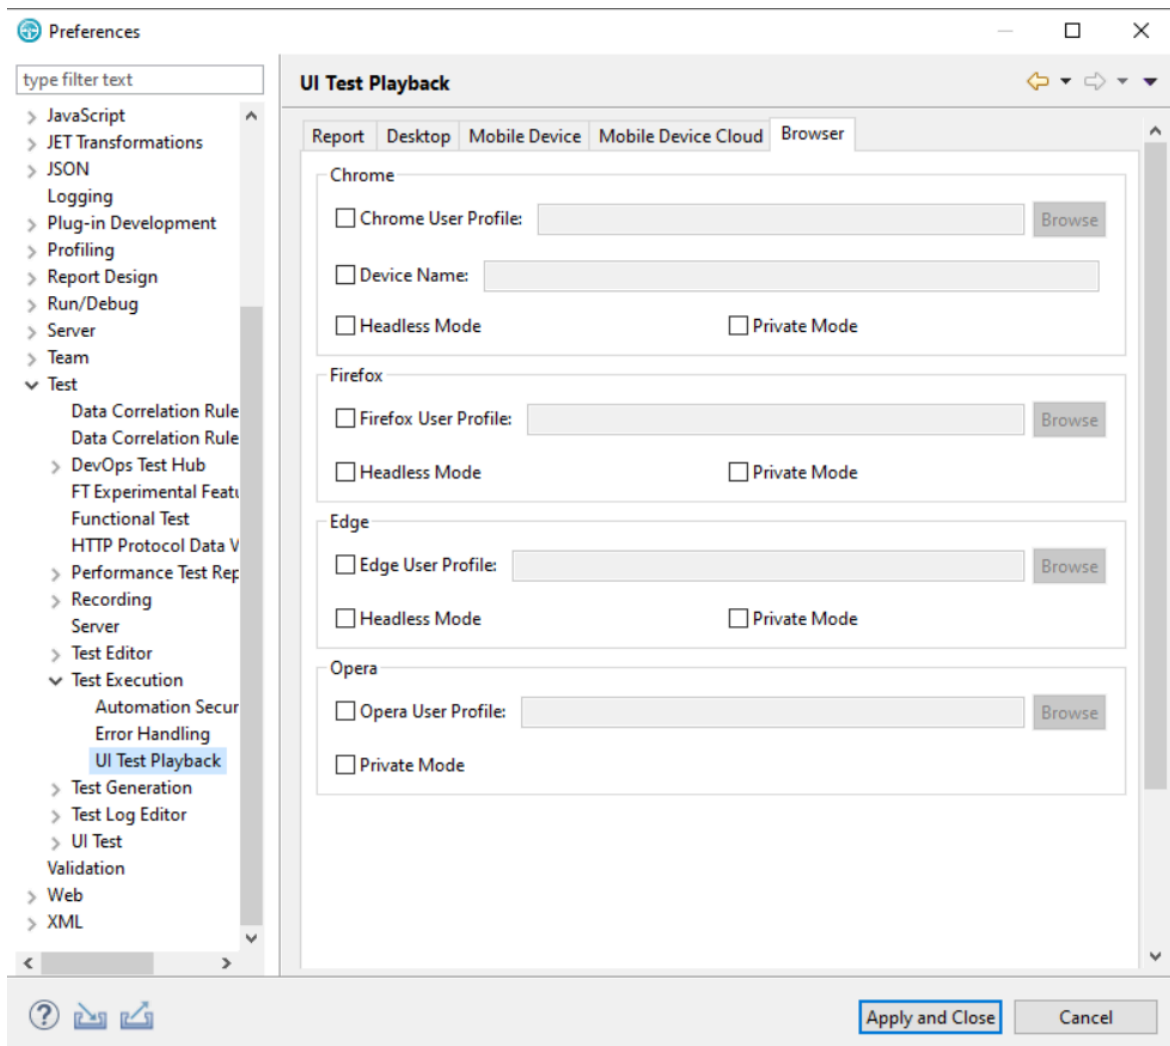 Preferences
type filter text
JavaScript
JET Transformations
JSON
Logging
Plug-in Development
Profiling
Report Design
Run/Debug
Server
Team
Test
Data Correlation Rule
Data Correlation Rule
DevOps Test Hub
FT Experimental Featu
Functional Test
HTTP Protocol Data V
Performance Test Rep
Recording
Server
Test Editor
Test Execution
Automation Secur
Error Handling
UI Test Playback
Test Generation
Test Log Editor
UI Test
Validation
Web
XML
UI Test Playback
Report Desktop Mobile Device Mobile Device Cloud Browser
Chrome
Chrome User Profile: Browse
Device Name:
Headless Mode Private Mode
Firefox
Firefox User Profile: Browse
Headless Mode Private Mode
Edge
Edge User Profile: Browse
Headless Mode Private Mode
Opera
Opera User Profile: Browse
Private Mode
Apply and Close Cancel